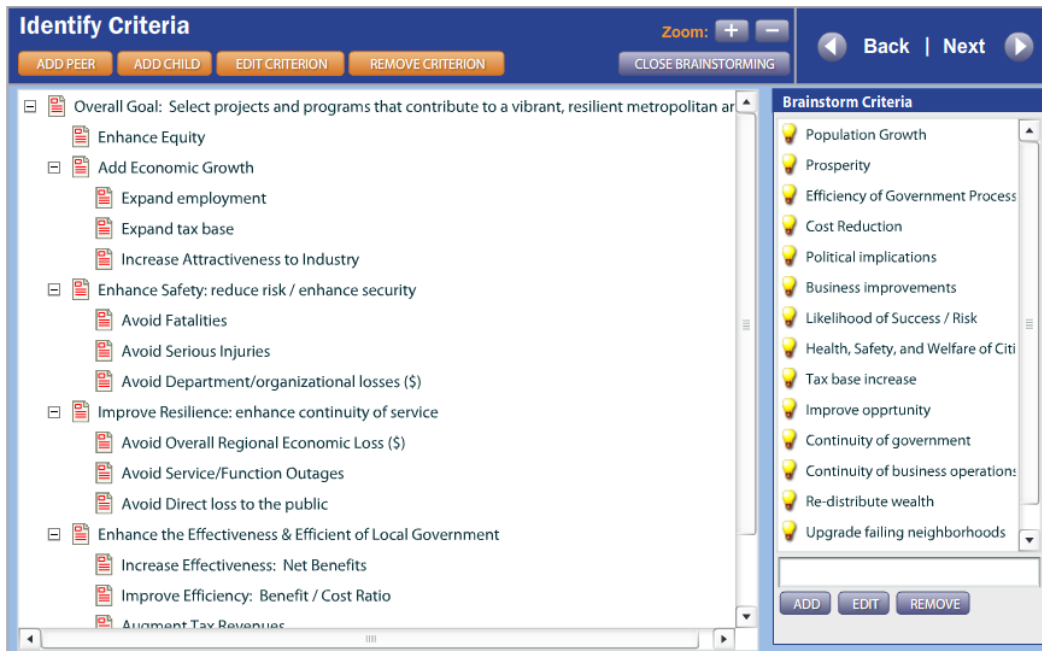 Identify Criteria
Zoom: + −
Back | Next
ADD PEER ADD CHILD EDIT CRITERION REMOVE CRITERION CLOSE BRAINSTORMING
Overall Goal: Select projects and programs that contribute to a vibrant, resilient metropolitan ar
Enhance Equity
Add Economic Growth
Expand employment
Expand tax base
Increase Attractiveness to Industry
Enhance Safety: reduce risk / enhance security
Avoid Fatalities
Avoid Serious Injuries
Avoid Department/organizational losses ($)
Improve Resilience: enhance continuity of service
Avoid Overall Regional Economic Loss ($)
Avoid Service/Function Outages
Avoid Direct loss to the public
Enhance the Effectiveness & Efficient of Local Government
Increase Effectiveness: Net Benefits
Improve Efficiency: Benefit / Cost Ratio
Augment Tax Revenues
Brainstorm Criteria
Population Growth
Prosperity
Efficiency of Government Process
Cost Reduction
Political implications
Business improvements
Likelihood of Success / Risk
Health, Safety, and Welfare of Citi
Tax base increase
Improve opprtunity
Continuity of government
Continuity of business operations
Re-distribute wealth
Upgrade failing neighborhoods
ADD EDIT REMOVE